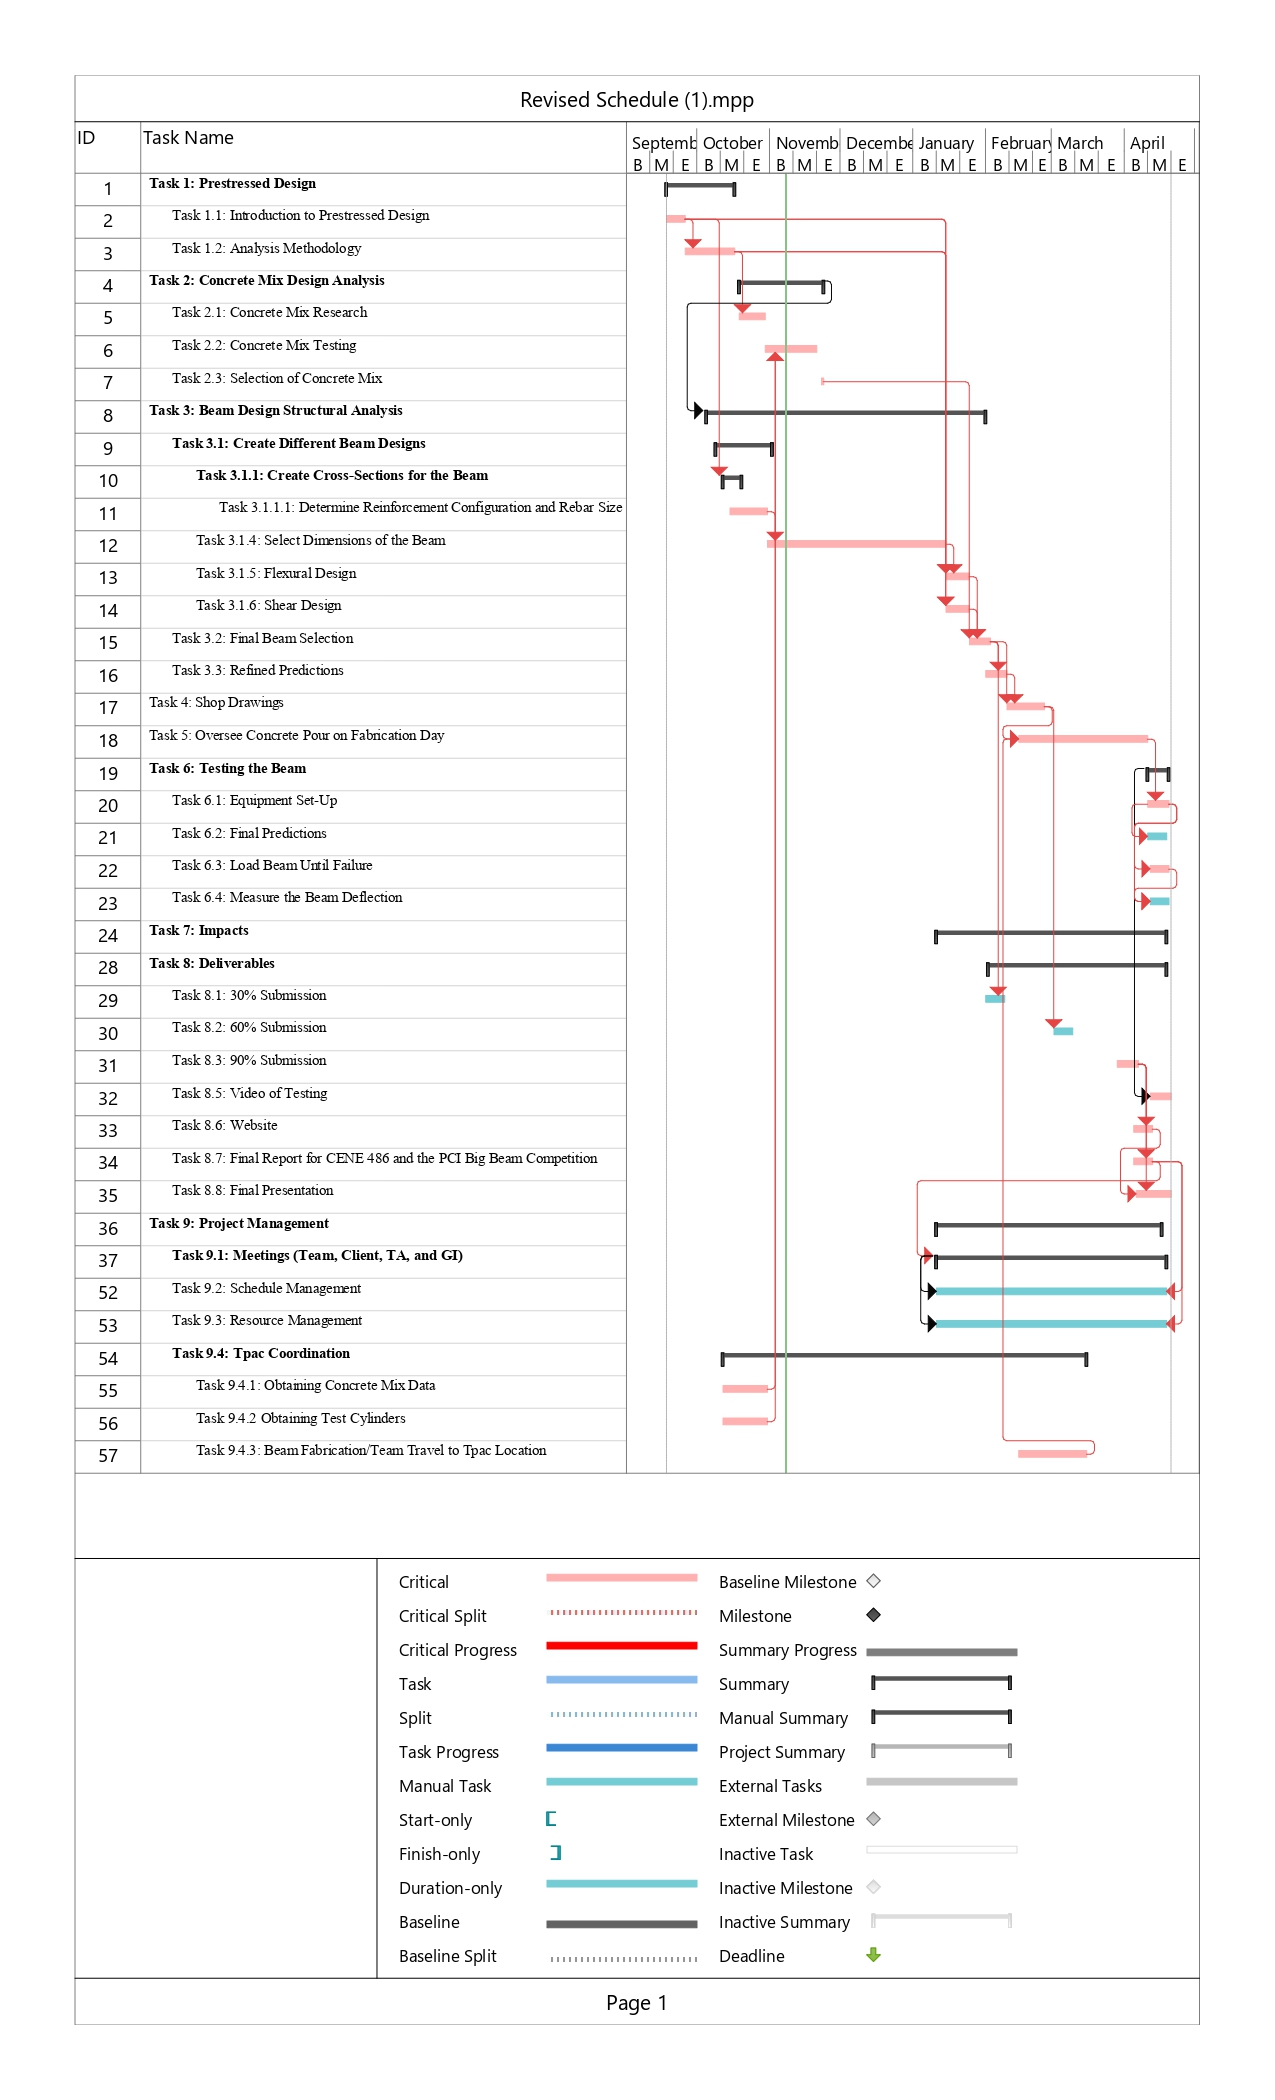 Revised Schedule (1).mpp
ID Task Name Septemb October Novemb Decembe January February March April
B M E B M E B M E B M E B M E B M E B M E B M E
1 Task 1: Prestressed Design
2 Task 1.1: Introduction to Prestressed Design
3 Task 1.2: Analysis Methodology
4 Task 2: Concrete Mix Design Analysis
5 Task 2.1: Concrete Mix Research
6 Task 2.2: Concrete Mix Testing
7 Task 2.3: Selection of Concrete Mix
8 Task 3: Beam Design Structural Analysis
9 Task 3.1: Create Different Beam Designs
10 Task 3.1.1: Create Cross-Sections for the Beam
11 Task 3.1.1.1: Determine Reinforcement Configuration and Rebar Size
12 Task 3.1.4: Select Dimensions of the Beam
13 Task 3.1.5: Flexural Design
14 Task 3.1.6: Shear Design
15 Task 3.2: Final Beam Selection
16 Task 3.3: Refined Predictions
17 Task 4: Shop Drawings
18 Task 5: Oversee Concrete Pour on Fabrication Day
19 Task 6: Testing the Beam
20 Task 6.1: Equipment Set-Up
21 Task 6.2: Final Predictions
22 Task 6.3: Load Beam Until Failure
23 Task 6.4: Measure the Beam Deflection
24 Task 7: Impacts
28 Task 8: Deliverables
29 Task 8.1: 30% Submission
30 Task 8.2: 60% Submission
31 Task 8.3: 90% Submission
32 Task 8.5: Video of Testing
33 Task 8.6: Website
34 Task 8.7: Final Report for CENE 486 and the PCI Big Beam Competition
35 Task 8.8: Final Presentation
36 Task 9: Project Management
37 Task 9.1: Meetings (Team, Client, TA, and GI)
52 Task 9.2: Schedule Management
53 Task 9.3: Resource Management
54 Task 9.4: Tpac Coordination
55 Task 9.4.1: Obtaining Concrete Mix Data
56 Task 9.4.2 Obtaining Test Cylinders
57 Task 9.4.3: Beam Fabrication/Team Travel to Tpac Location
Critical Baseline Milestone
Critical Split Milestone
Critical Progress Summary Progress
Task Summary
Split Manual Summary
Task Progress Project Summary
Manual Task External Tasks
Start-only External Milestone
Finish-only Inactive Task
Duration-only Inactive Milestone
Baseline Inactive Summary
Baseline Split Deadline
Page 1